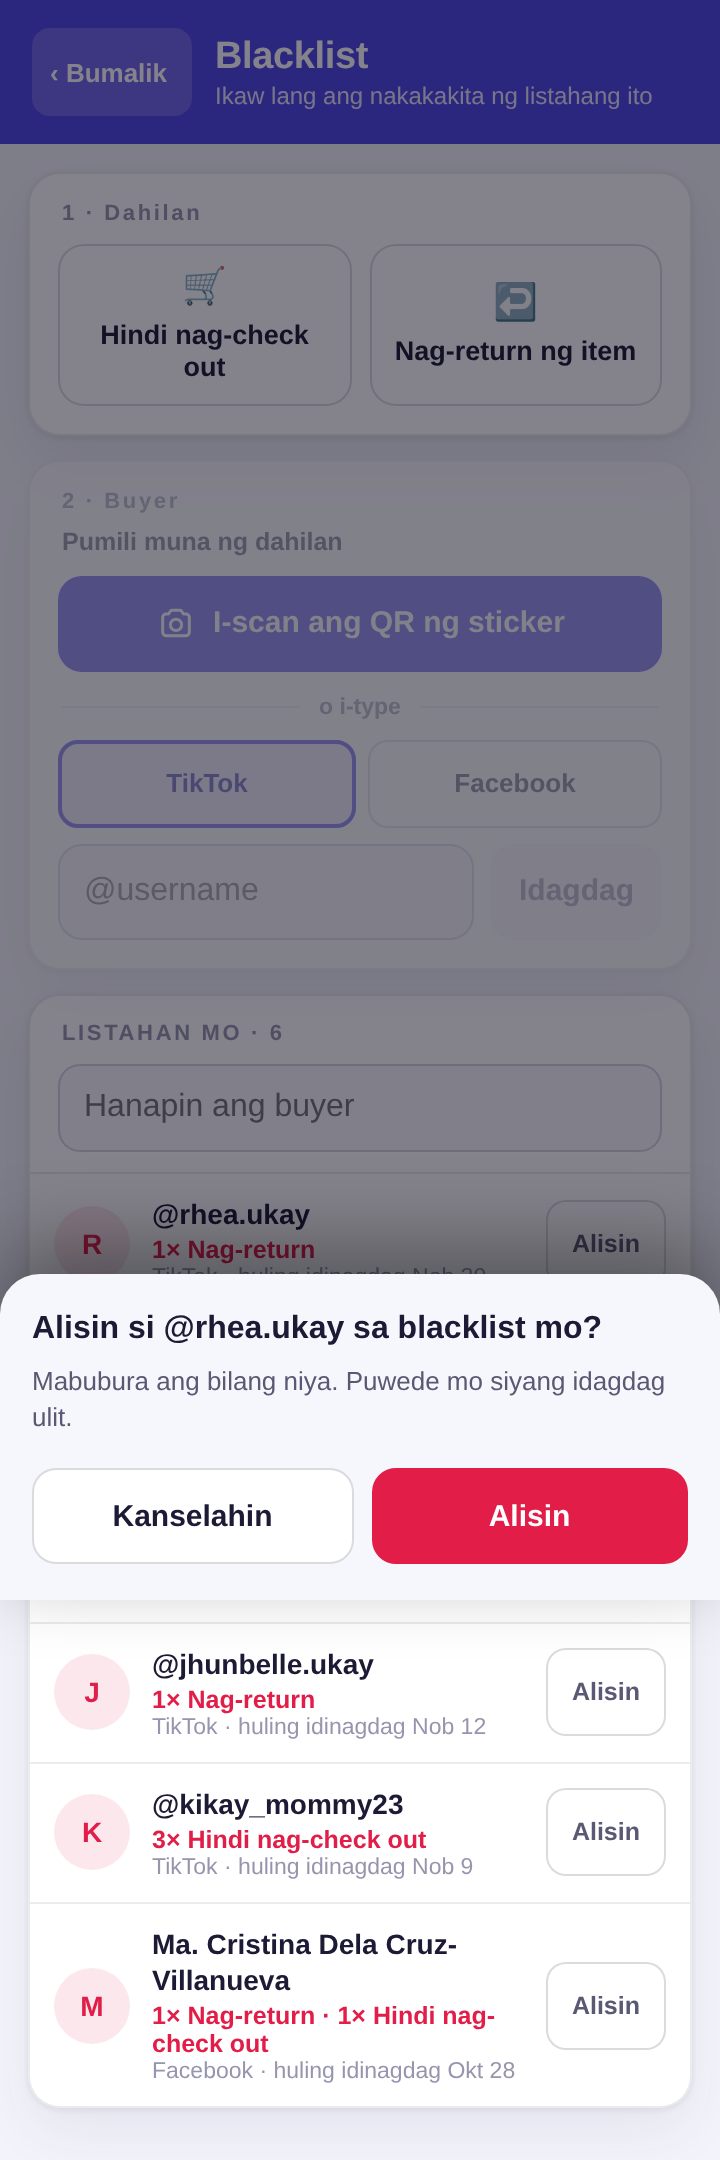 ‹ Bumalik
Blacklist
Ikaw lang ang nakakakita ng listahang ito
1 · Dahilan
Hindi nag-check
out
Nag-return ng item
2 · Buyer
Pumili muna ng dahilan
I-scan ang QR ng sticker
o i-type
TikTok
Facebook
@username
Idagdag
LISTAHAN MO · 6
Hanapin ang buyer
R
@rhea.ukay
1× Nag-return
TikTok · huling idinagdag Nob 20
Alisin
Alisin si @rhea.ukay sa blacklist mo?
Mabubura ang bilang niya. Puwede mo siyang idagdag
ulit.
Kanselahin
Alisin
J
@jhunbelle.ukay
1× Nag-return
TikTok · huling idinagdag Nob 12
Alisin
K
@kikay_mommy23
3× Hindi nag-check out
TikTok · huling idinagdag Nob 9
Alisin
M
Ma. Cristina Dela Cruz-
Villanueva
1× Nag-return · 1× Hindi nag-
check out
Facebook · huling idinagdag Okt 28
Alisin